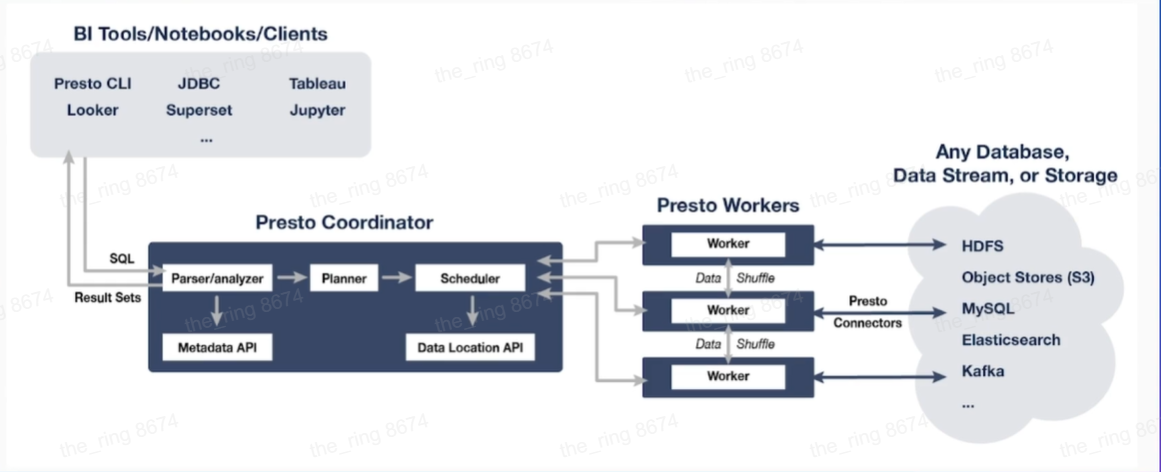 BI Tools/Notebooks/Clients
Presto CLI JDBC Tableau
Looker Superset Jupyter
...
Any Database,
Data Stream, or Storage
Presto Coordinator
Presto Workers
SQL
Result Sets
Parser/analyzer Planner Scheduler
Metadata API Data Location API
Worker
Data Shuffle
Worker
Data Shuffle
Worker
Presto
Connectors
HDFS
Object Stores (S3)
MySQL
Elasticsearch
Kafka
...
the_ring 8674